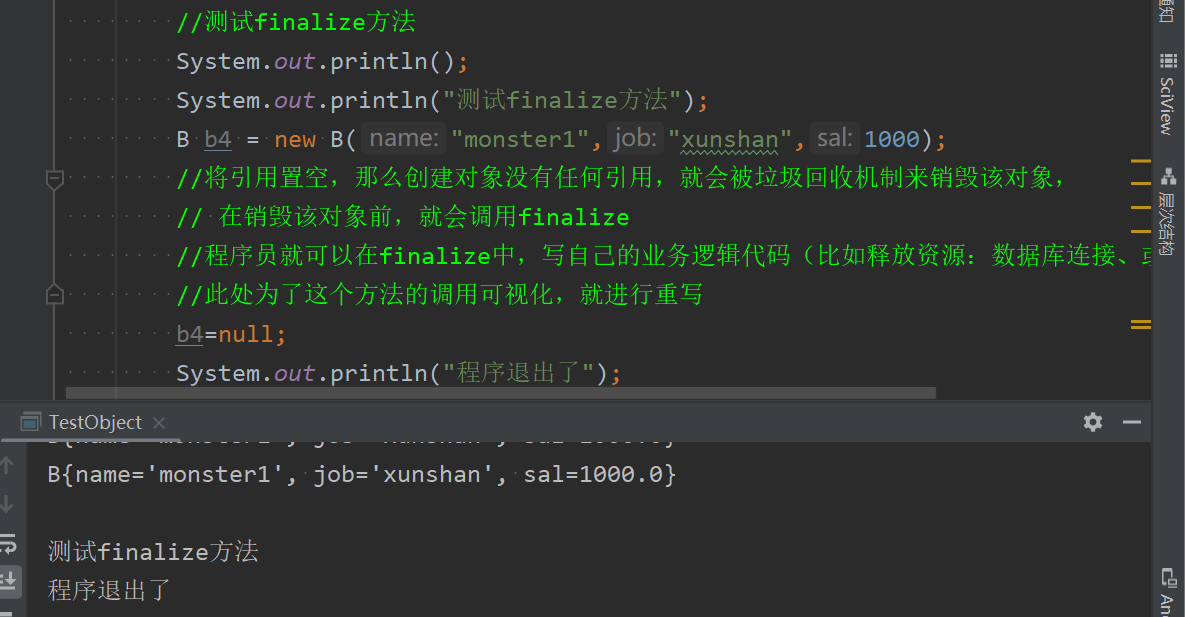 //测试finalize方法
System.out.println();
System.out.println("测试finalize方法");
B b4 = new B( name: "monster1", job: "xunshan", sal: 1000);
//将引用置空，那么创建对象没有任何引用，就会被垃圾回收机制来销毁该对象，
// 在销毁该对象前，就会调用finalize
//程序员就可以在finalize中，写自己的业务逻辑代码（比如释放资源：数据库连接、
//此处为了这个方法的调用可视化，就进行重写
b4=null;
System.out.println("程序退出了");
TestObject
B{name='monster1', job='xunshan', sal=1000.0}
测试finalize方法
程序退出了
通知
SciView
层次结构